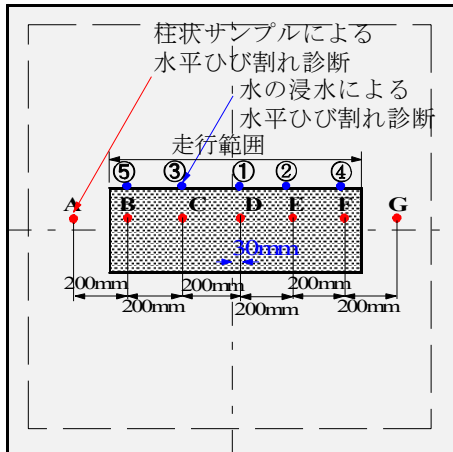 柱状サンプルによる
水平ひび割れ診断
水の浸水による
水平ひび割れ診断
走行範囲
⑤ ③ ① ② ④
A B C D E F G
30mm
200mm 200mm 200mm
200mm 200mm 200mm